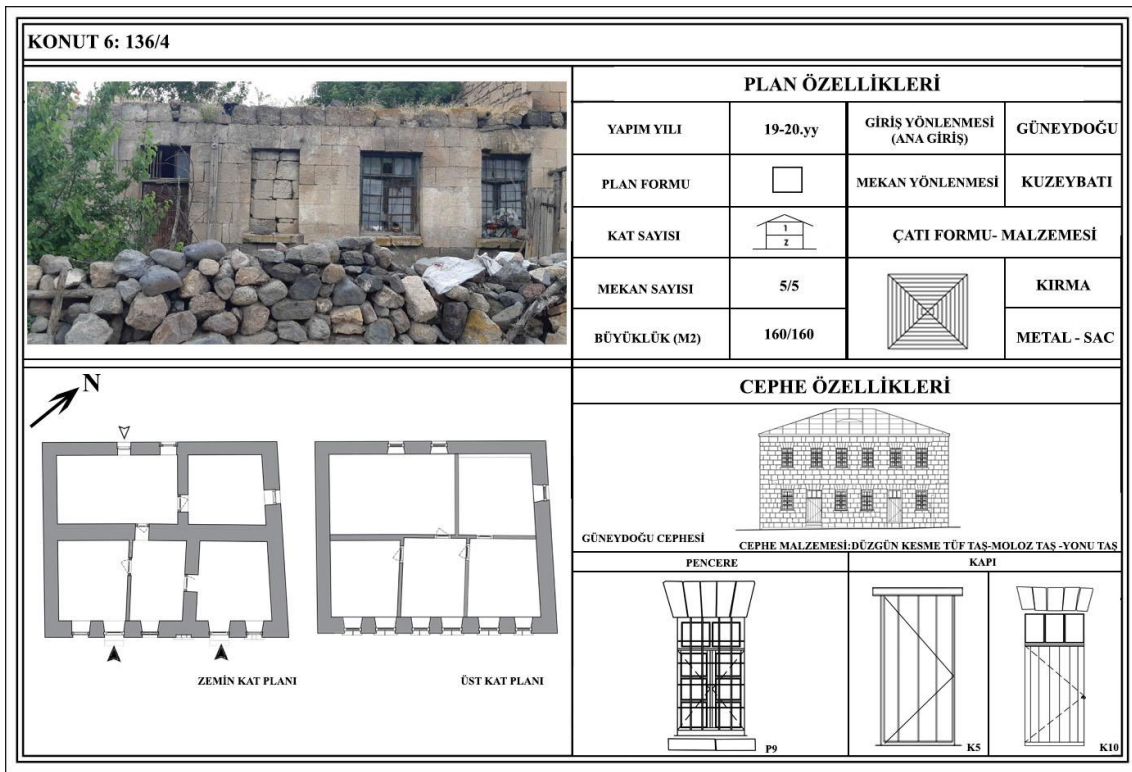 KONUT 6: 136/4
PLAN ÖZELLİKLERİ
YAPIM YILI
19-20.yy
GİRİŞ YÖNLENMESİ
(ANA GİRİŞ)
GÜNEYDOĞU
PLAN FORMU
MEKAN YÖNLENMESİ
KUZEYBATI
KAT SAYISI
1
2
ÇATI FORMU- MALZEMESİ
MEKAN SAYISI
5/5
KIRMA
BÜYÜKLÜK (M2)
160/160
METAL - SAC
N
ZEMİN KAT PLANI
ÜST KAT PLANI
CEPHE ÖZELLİKLERİ
GÜNEYDOĞU CEPHESİ
CEPHE MALZEMESİ:DÜZGÜN KESME TÜF TAŞ-MOLOZ TAŞ -YONU TAŞ
PENCERE
KAPI
P9
K5
K10